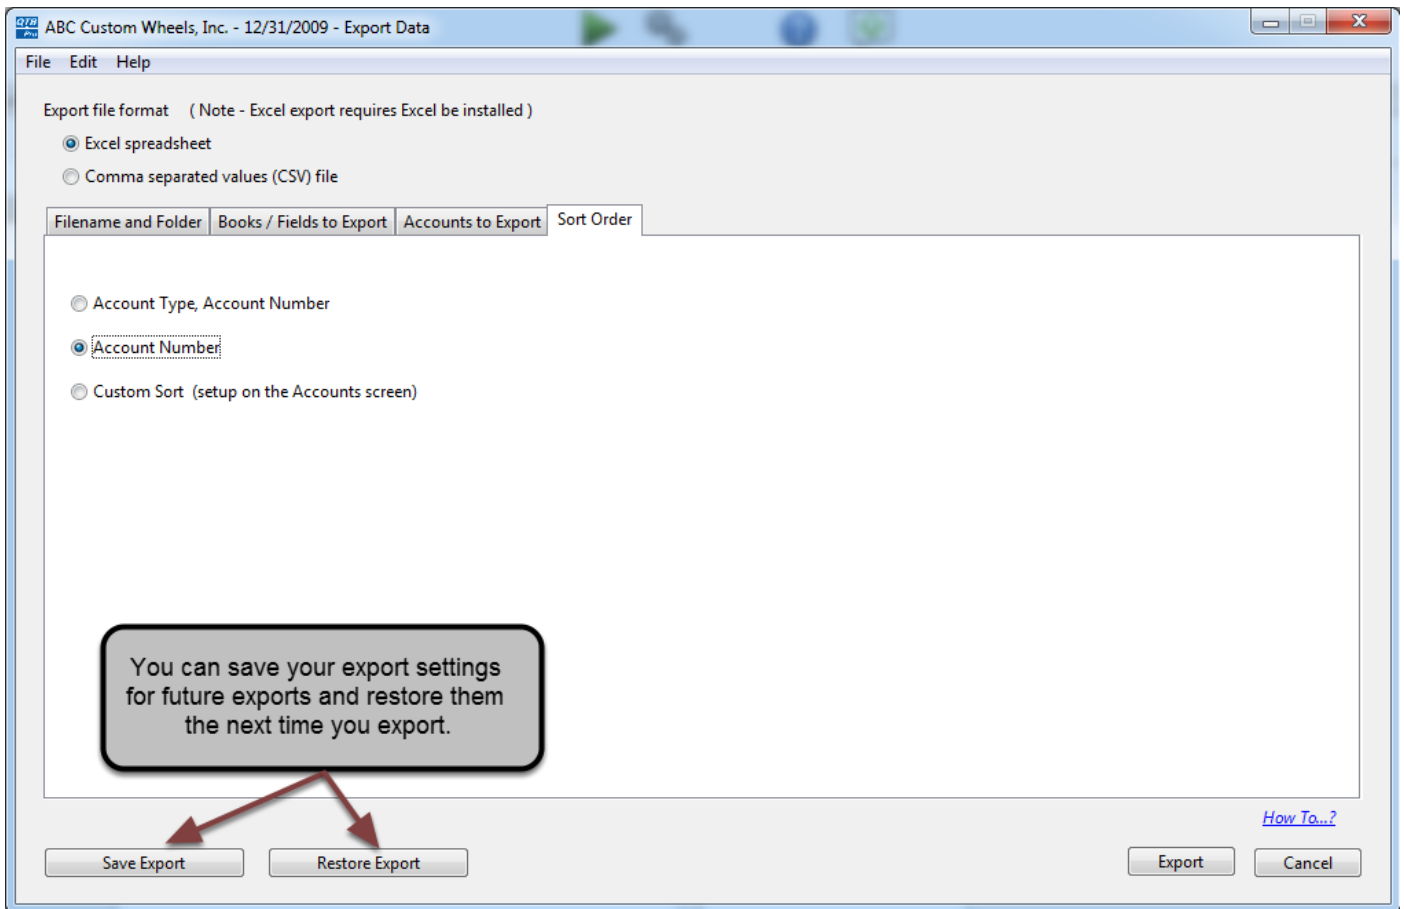 QTB
Pro
ABC Custom Wheels, Inc. - 12/31/2009 - Export Data
X
File Edit Help
Export file format ( Note - Excel export requires Excel be installed )
Excel spreadsheet
Comma separated values (CSV) file
Filename and Folder Books / Fields to Export Accounts to Export Sort Order
Account Type, Account Number
Account Number
Custom Sort (setup on the Accounts screen)
You can save your export settings
for future exports and restore them
the next time you export.
How To...?
Save Export Restore Export Export Cancel